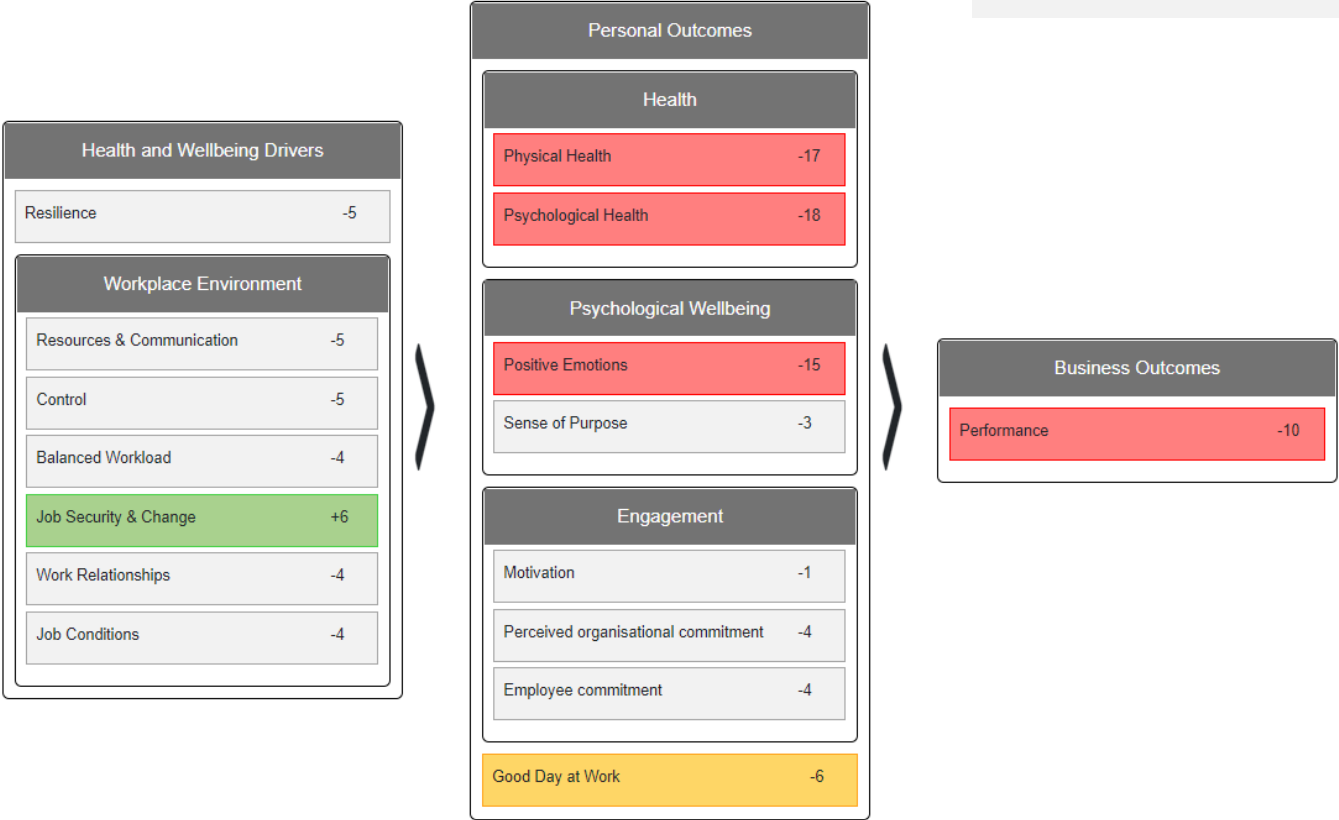 Health and Wellbeing Drivers
Resilience -5
Workplace Environment
Resources & Communication -5
Control -5
Balanced Workload -4
Job Security & Change +6
Work Relationships -4
Job Conditions -4
Personal Outcomes
Health
Physical Health -17
Psychological Health -18
Psychological Wellbeing
Positive Emotions -15
Sense of Purpose -3
Engagement
Motivation -1
Perceived organisational commitment -4
Employee commitment -4
Good Day at Work -6
Business Outcomes
Performance -10